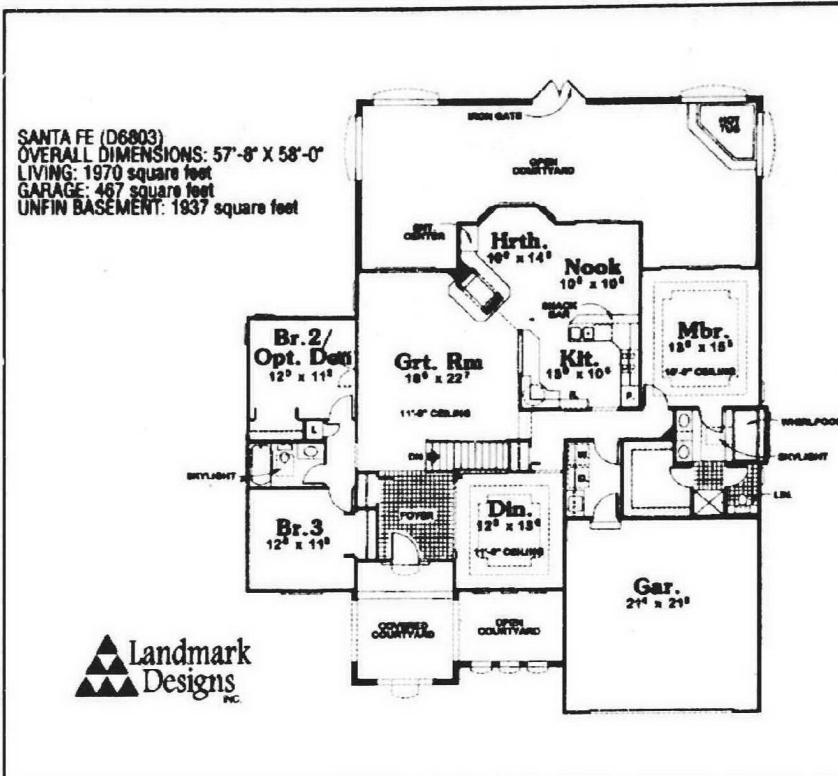 SANTA FE (D6803)
OVERALL DIMENSIONS: 57'-8" X 58'-0"
LIVING: 1970 square feet
GARAGE: 467 square feet
UNFIN BASEMENT: 1937 square feet
IRON GATE
HOT
TUB
OPEN
COURTYARD
ENT.
CENTER
Hrth.
Nook
SNACK
BAR
Br.2/
Opt. Den
Grt. Rm
11'-0" CEILING
Kit.
R.
P.
Mbr.
10'-0" CEILING
L.
WHIRLPOOL
SKYLIGHT
LIN.
SKYLIGHT
DN
W.
D.
FOYER
Din.
11'-0" CEILING
Br.3
Gar.
COVERED
COURTYARD
OPEN
COURTYARD
Landmark
Designs
INC.